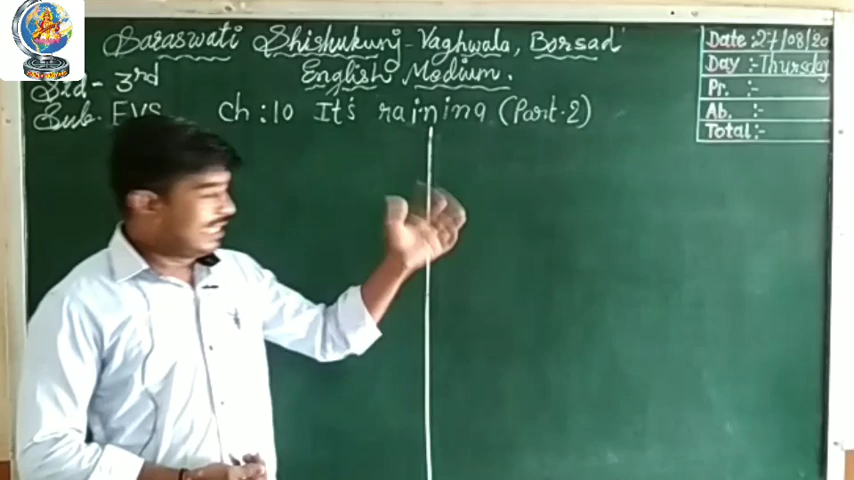 Saraswati Shishukunj - Vaghwala, Borsad
English Medium.
Std - 3rd
Sub. EVS
Ch : 10 It's raining (Part-2)
Date :- 27/08/20
Day :- Thursday
Pr. :-
Ab. :-
Total :-